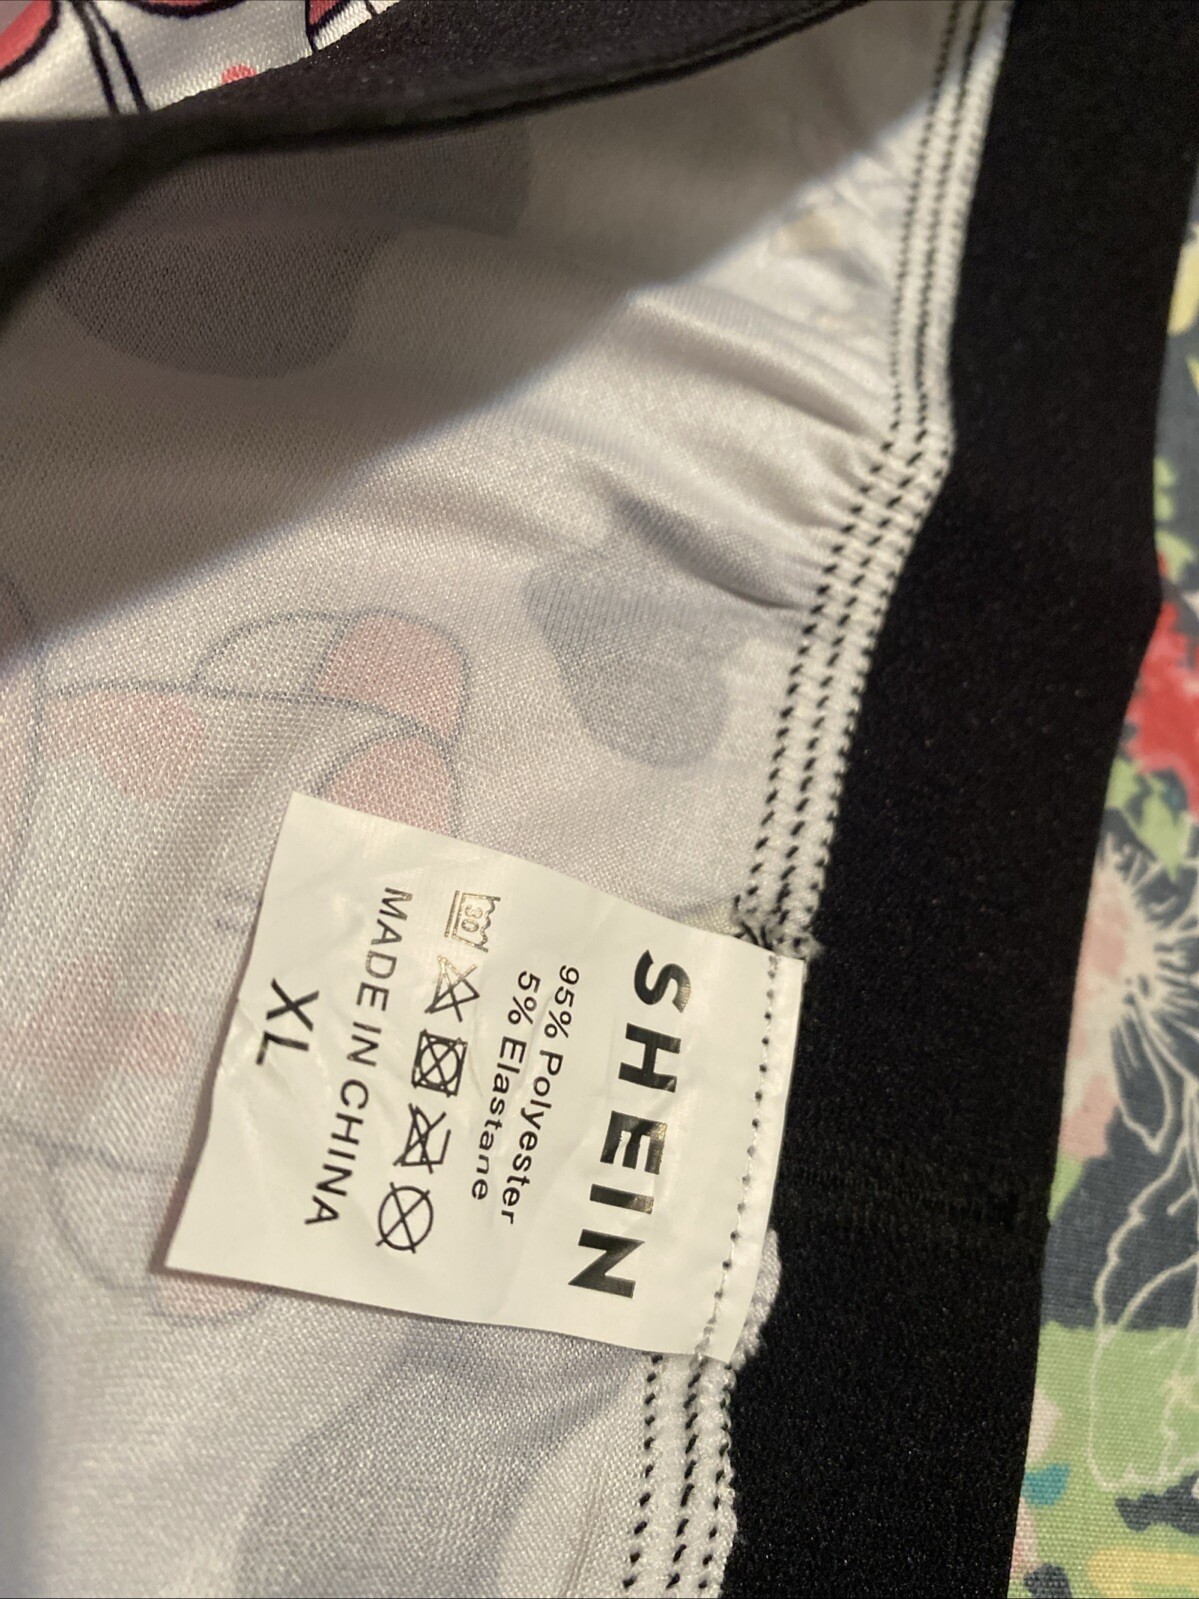 SHEIN
95% Polyester
5% Elastane
30
MADE IN CHINA
XL